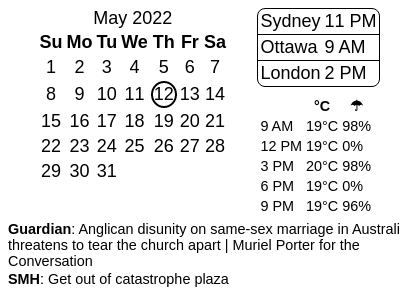 May 2022
Su Mo Tu We Th Fr Sa
1 2 3 4 5 6 7
8 9 10 11 12 13 14
15 16 17 18 19 20 21
22 23 24 25 26 27 28
29 30 31
Sydney 11 PM
Ottawa 9 AM
London 2 PM
°C ☂
9 AM 19°C 98%
12 PM 19°C 0%
3 PM 20°C 98%
6 PM 19°C 0%
9 PM 19°C 96%
Guardian: Anglican disunity on same-sex marriage in Australi
threatens to tear the church apart | Muriel Porter for the
Conversation
SMH: Get out of catastrophe plaza